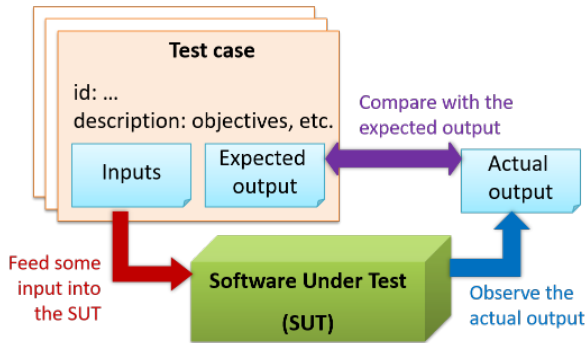 Test case
id: ...
description: objectives, etc.
Inputs
Expected
output
Compare with the
expected output
Actual
output
Feed some
input into
the SUT
Software Under Test
(SUT)
Observe the
actual output